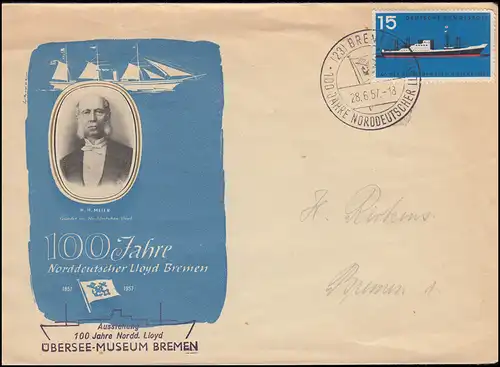 15
DEUTSCHE BUNDESPOST
(23) BREMEN
28.6.57.-18
100 JAHRE NORDDEUTSCHER LLOYD
H. H. MEIER
Gründer des Norddeutschen Lloyd
100 Jahre
Norddeutscher Lloyd Bremen
1857 1957
Ausstellung
100 Jahre Nordd. Lloyd
ÜBERSEE-MUSEUM BREMEN
H.
Bremen